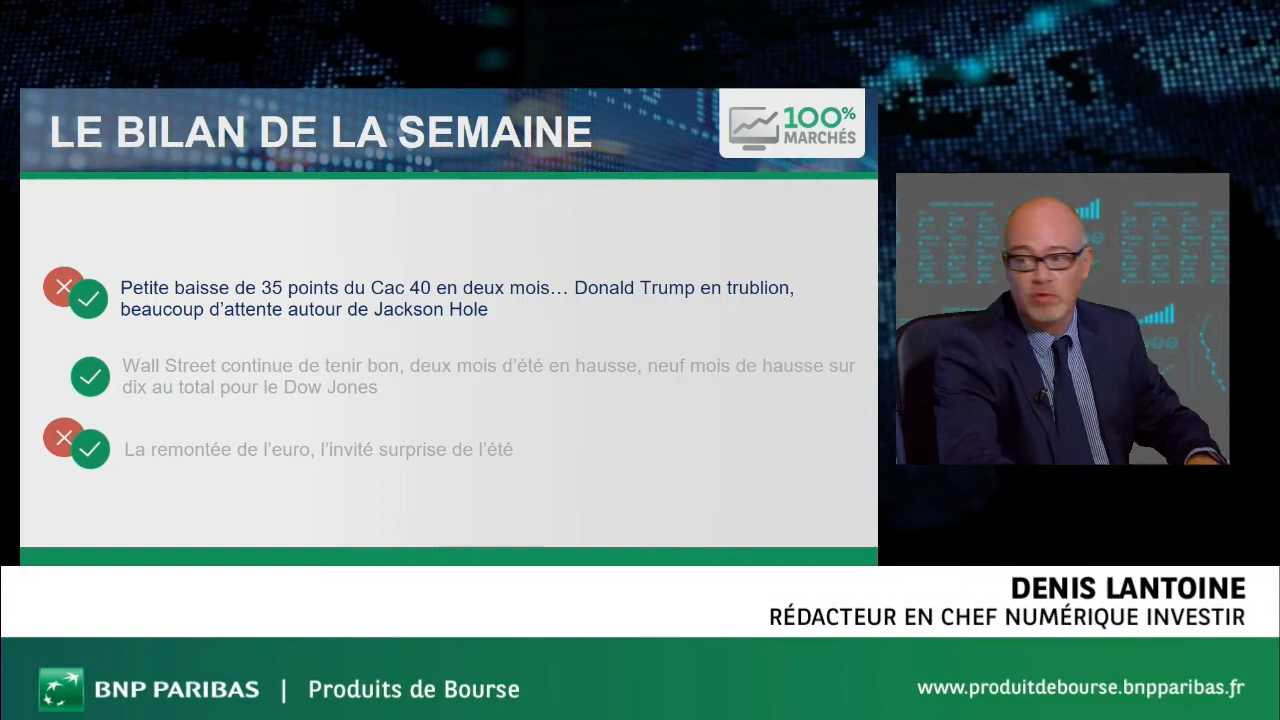 LE BILAN DE LA SEMAINE
100%
MARCHÉS
Petite baisse de 35 points du Cac 40 en deux mois… Donald Trump en trublion,
beaucoup d’attente autour de Jackson Hole
Wall Street continue de tenir bon, deux mois d’été en hausse, neuf mois de hausse sur
dix au total pour le Dow Jones
La remontée de l’euro, l’invité surprise de l’été
DENIS LANTOINE
RÉDACTEUR EN CHEF NUMÉRIQUE INVESTIR
BNP PARIBAS | Produits de Bourse
www.produitdebourse.bnpparibas.fr